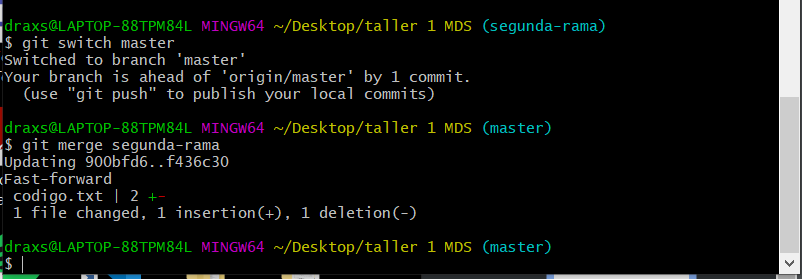 draxs@LAPTOP-88TPM84L MINGW64 ~/Desktop/taller 1 MDS (segunda-rama)
$ git switch master
Switched to branch 'master'
Your branch is ahead of 'origin/master' by 1 commit.
  (use "git push" to publish your local commits)

draxs@LAPTOP-88TPM84L MINGW64 ~/Desktop/taller 1 MDS (master)
$ git merge segunda-rama
Updating 900bfd6..f436c30
Fast-forward
 codigo.txt | 2 +-
 1 file changed, 1 insertion(+), 1 deletion(-)

draxs@LAPTOP-88TPM84L MINGW64 ~/Desktop/taller 1 MDS (master)
$